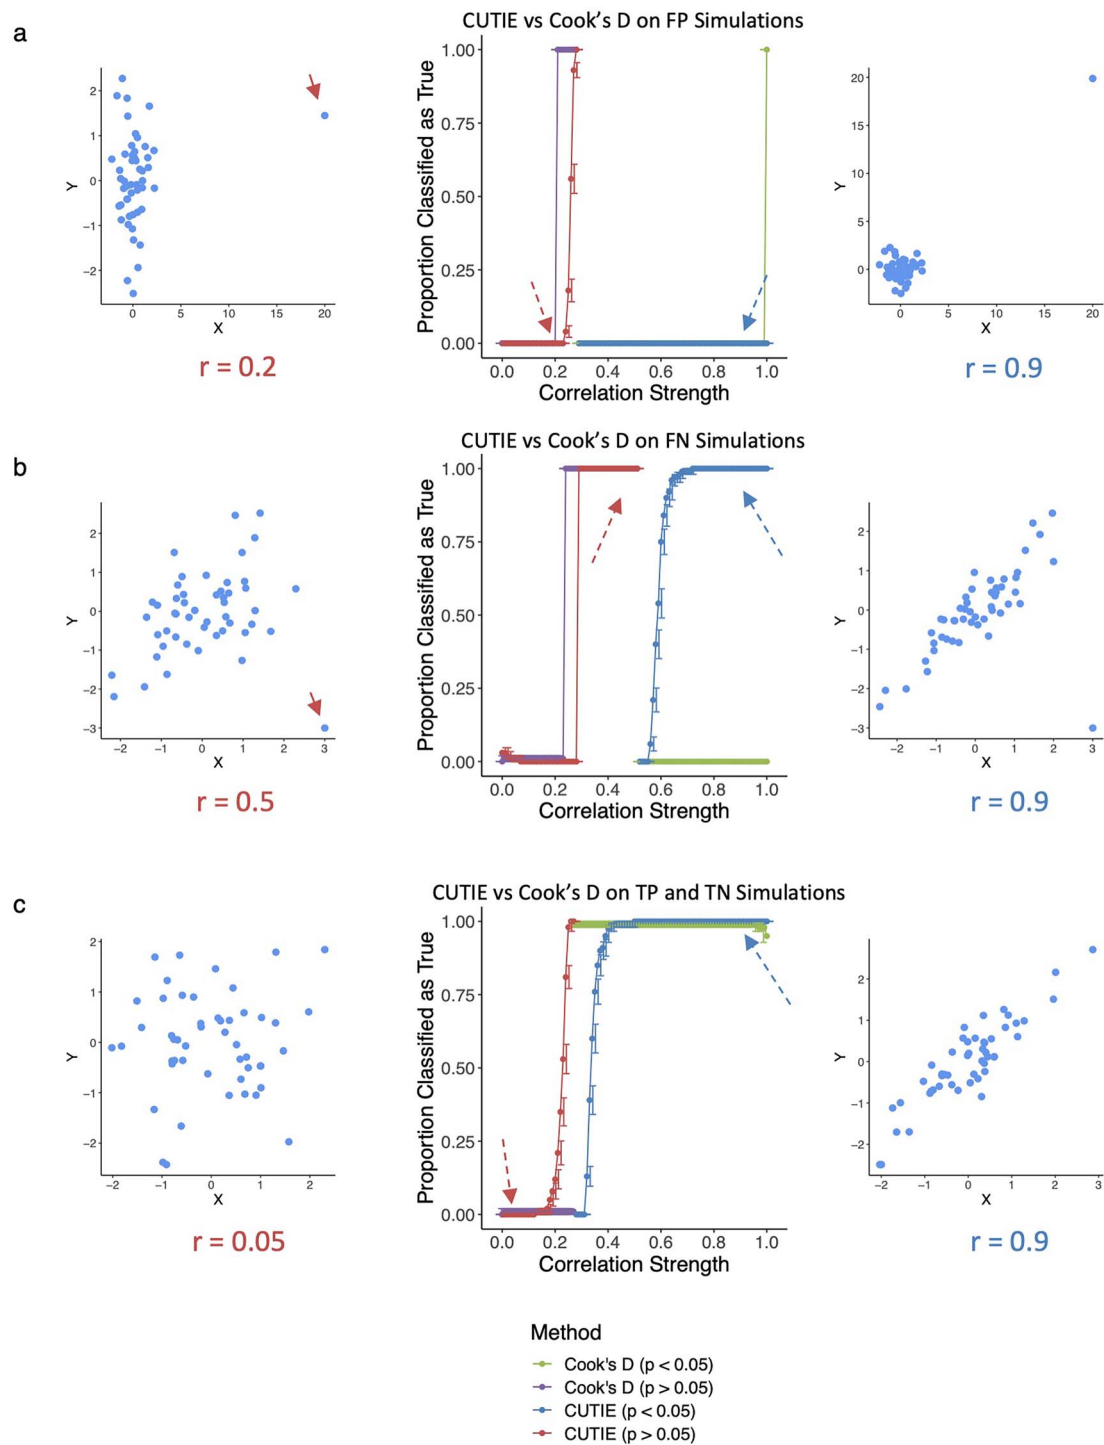 a
CUTIE vs Cook's D on FP Simulations
2
1
0
−1
−2
Y
0 5 10 15 20
X
r = 0.2
Proportion Classified as True
1.00
0.75
0.50
0.25
0.00
0.0 0.2 0.4 0.6 0.8 1.0
Correlation Strength
20
15
10
5
0
Y
0 5 10 15 20
X
r = 0.9
b
CUTIE vs Cook's D on FN Simulations
2
1
0
−1
−2
−3
Y
−2 −1 0 1 2 3
X
r = 0.5
Proportion Classified as True
1.00
0.75
0.50
0.25
0.00
0.0 0.2 0.4 0.6 0.8 1.0
Correlation Strength
2
1
0
−1
−2
−3
Y
−2 −1 0 1 2 3
X
r = 0.9
c
CUTIE vs Cook's D on TP and TN Simulations
2
1
0
−1
−2
Y
−2 −1 0 1 2
X
r = 0.05
Proportion Classified as True
1.00
0.75
0.50
0.25
0.00
0.0 0.2 0.4 0.6 0.8 1.0
Correlation Strength
2
1
0
−1
−2
Y
−2 −1 0 1 2 3
X
r = 0.9
Method
Cook's D (p < 0.05)
Cook's D (p > 0.05)
CUTIE (p < 0.05)
CUTIE (p > 0.05)